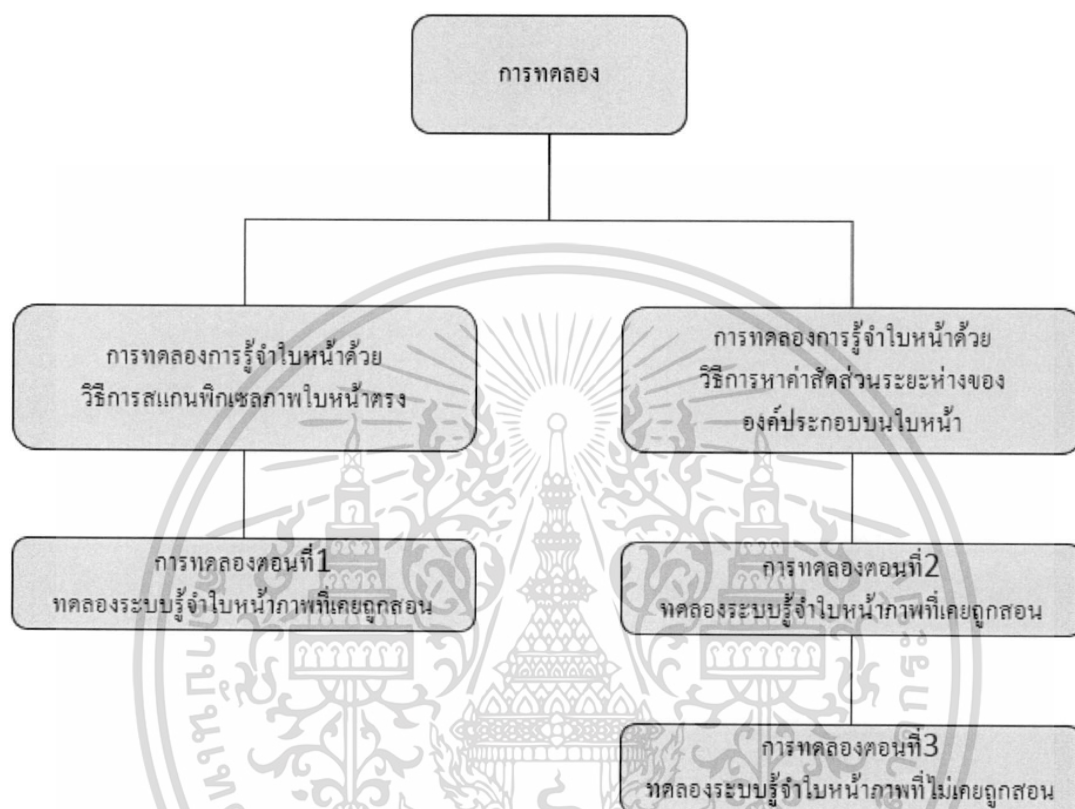 การทดลอง
การทดลองการรู้จำใบหน้าด้วย
วิธีการสแกนพิกเซลภาพใบหน้าตรง
การทดลองการรู้จำใบหน้าด้วย
วิธีการหาค่าสัดส่วนระยะห่างของ
องค์ประกอบบนใบหน้า
การทดลองตอนที่1
ทดลองระบบรู้จำใบหน้าภาพที่เคยถูกสอน
การทดลองตอนที่2
ทดลองระบบรู้จำใบหน้าภาพที่เคยถูกสอน
การทดลองตอนที่3
ทดลองระบบรู้จำใบหน้าภาพที่ไม่เคยถูกสอน